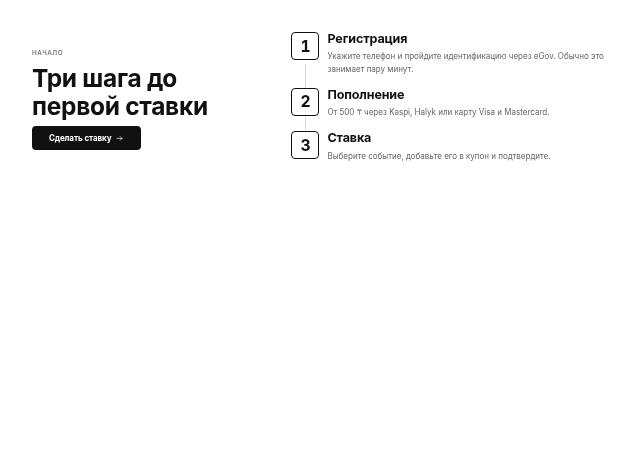 НАЧАЛО
Три шага до
первой ставки
Сделать ставку →
1
Регистрация
Укажите телефон и пройдите идентификацию через eGov. Обычно это
занимает пару минут.
2
Пополнение
От 500 ₸ через Kaspi, Halyk или карту Visa и Mastercard.
3
Ставка
Выберите событие, добавьте его в купон и подтвердите.